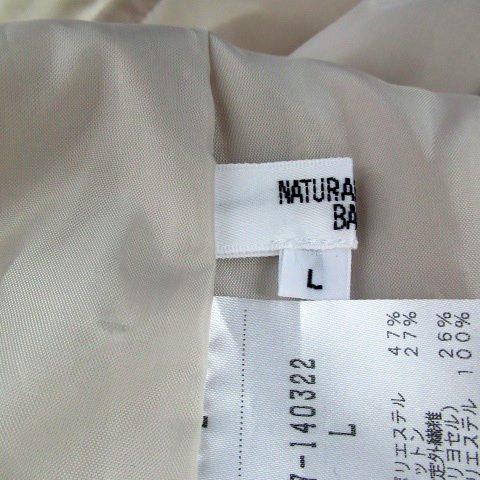 NATURA
BA
L
7-140322
L
リエステル 47%
ットン 27%
定外繊維 26%
リヨセル)
リエステル 100%